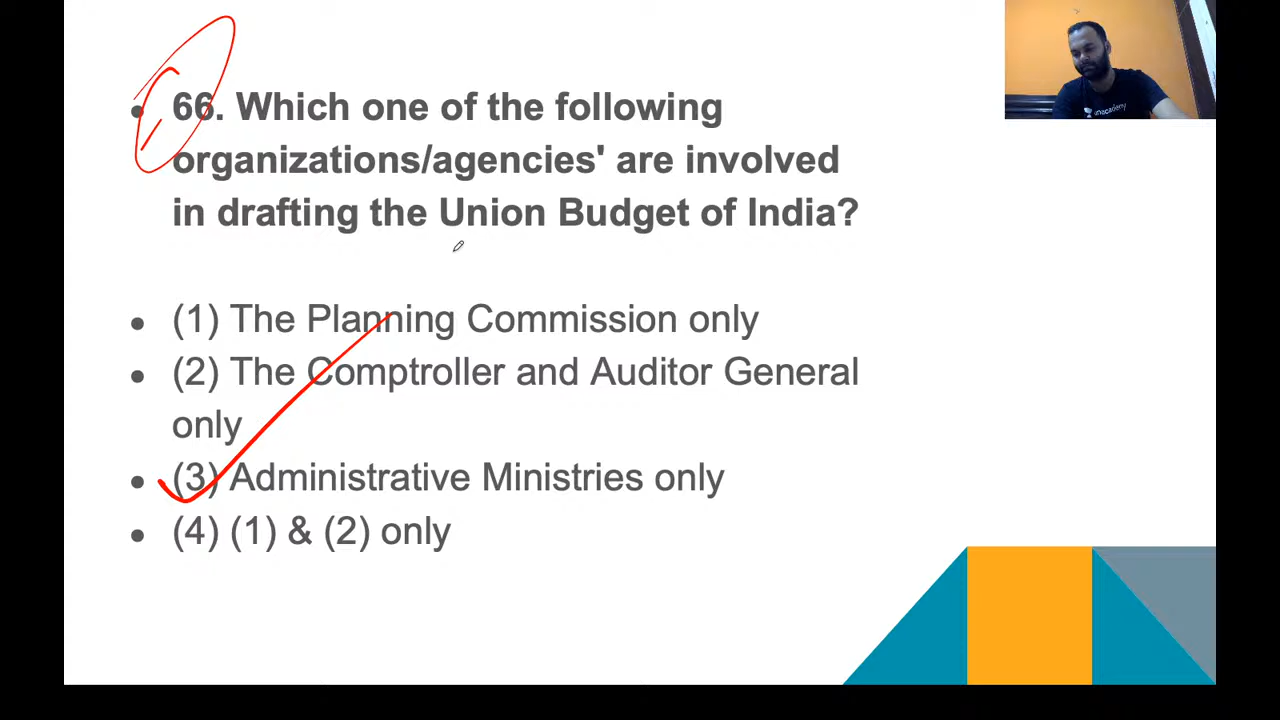 • 66. Which one of the following
organizations/agencies' are involved
in drafting the Union Budget of India?
• (1) The Planning Commission only
• (2) The Comptroller and Auditor General
only
• (3) Administrative Ministries only
• (4) (1) & (2) only
unacademy